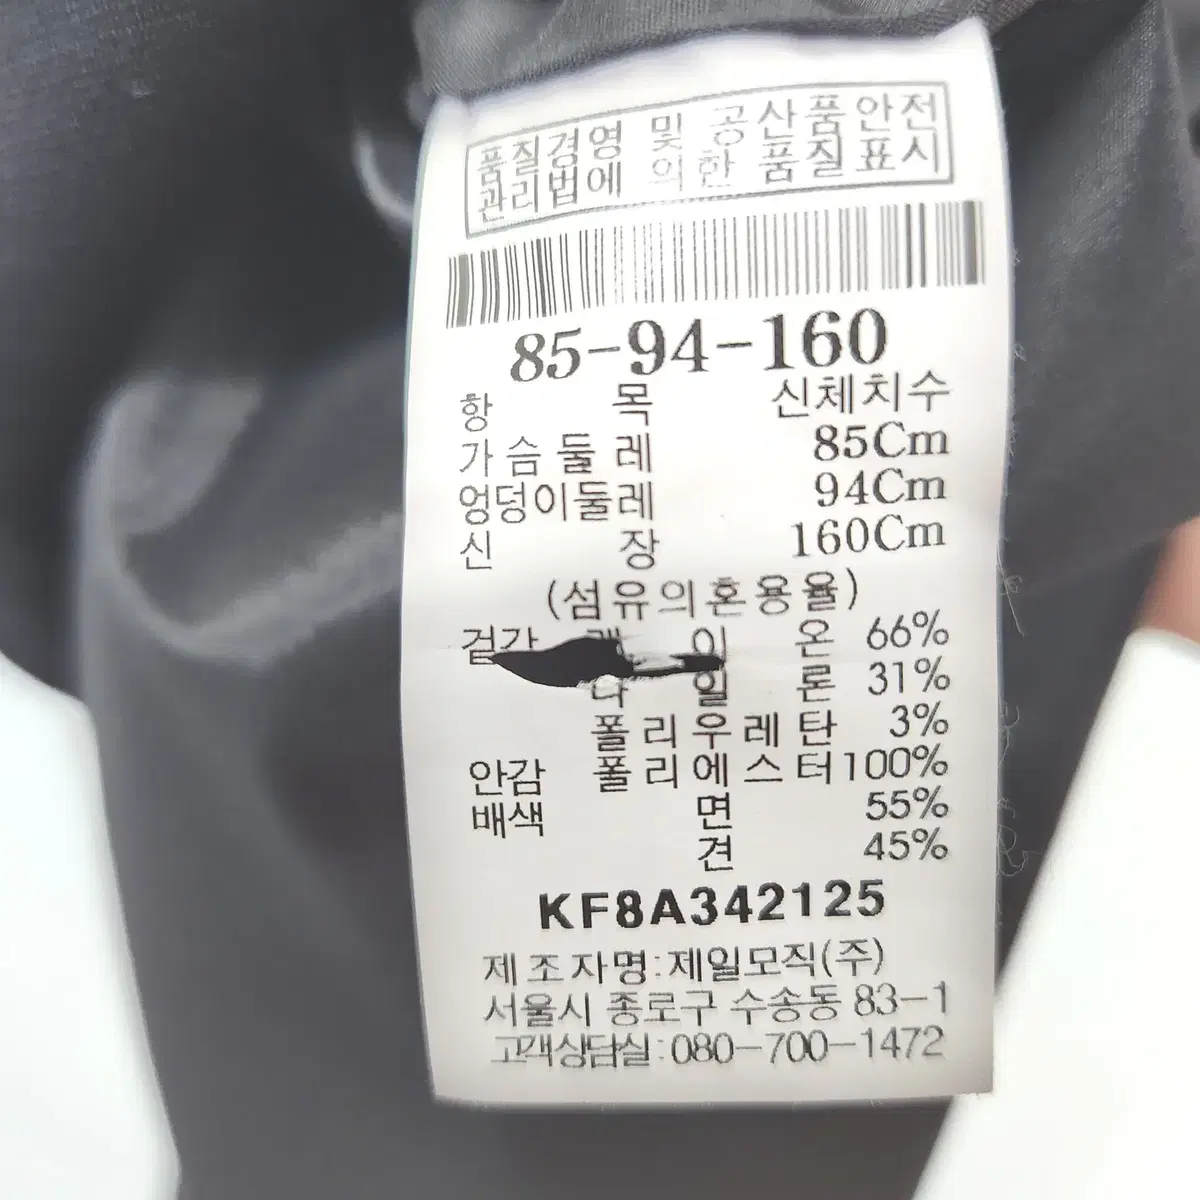 품질경영 및 공산품안전
관리법에 의한 품질표시
85-94-160
항 목 신체치수
가슴둘레 85Cm
엉덩이둘레 94Cm
신 장 160Cm
(섬유의혼용율)
겉감 레이온 66%
나일론 31%
폴리우레탄 3%
안감 폴리에스터 100%
배색 면 55%
견 45%
KF8A342125
제조자명:제일모직(주)
서울시 종로구 수송동 83-1
고객상담실:080-700-1472